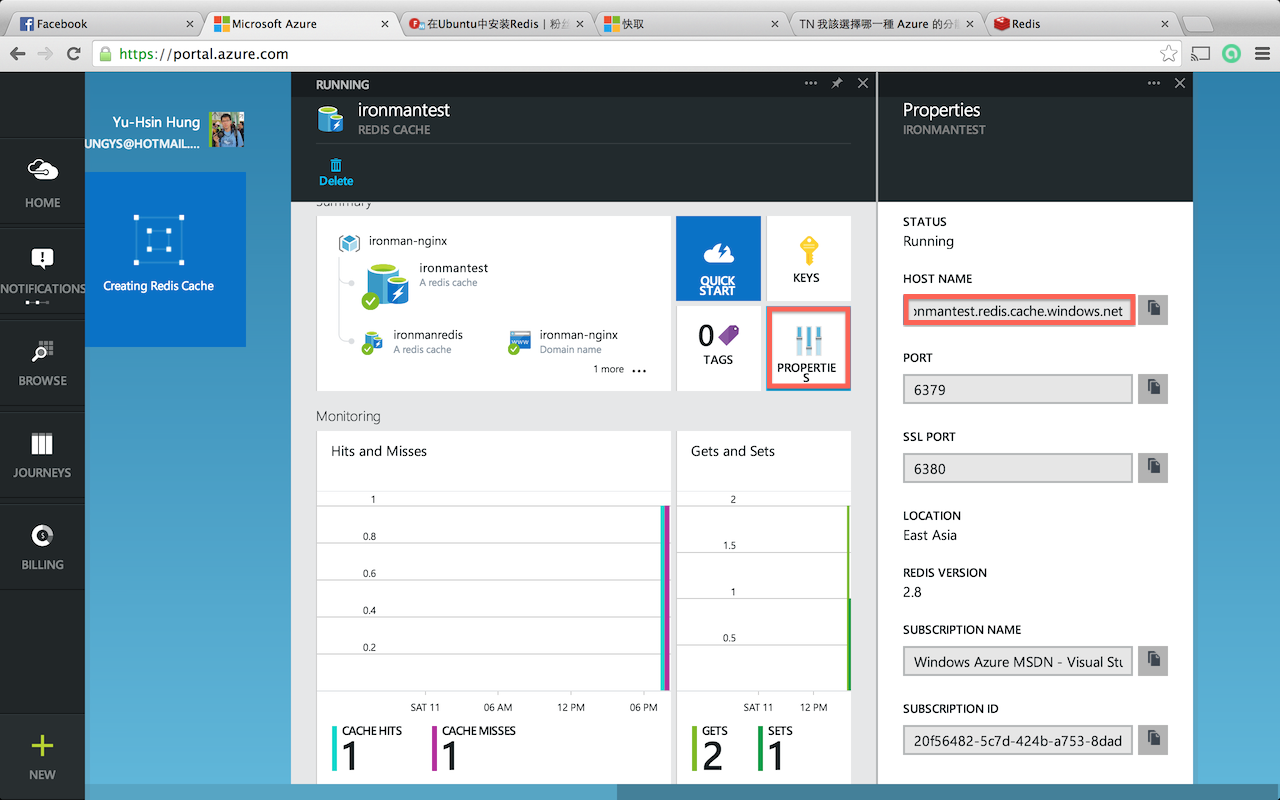 Facebook
Microsoft Azure
在Ubuntu中安裝Redis | 粉絲
快取
TN 我該選擇哪一種 Azure 的分
Redis
https://portal.azure.com
Yu-Hsin Hung
UNGYS@HOTMAIL....
HOME
NOTIFICATIONS
BROWSE
JOURNEYS
BILLING
NEW
Creating Redis Cache
RUNNING
ironmantest
REDIS CACHE
Delete
Summary
ironman-nginx
ironmantest
A redis cache
ironmanredis
A redis cache
ironman-nginx
Domain name
WWW
1 more ...
QUICK
START
KEYS
0
TAGS
PROPERTIE
S
Monitoring
Hits and Misses
1
0.8
0.6
0.4
0.2
SAT 11 06 AM 12 PM 06 PM
CACHE HITS
1
CACHE MISSES
1
Gets and Sets
2
1.5
1
0.5
SAT 11 12 PM
GETS
2
SETS
1
Properties
IRONMANTEST
STATUS
Running
HOST NAME
onmantest.redis.cache.windows.net
PORT
6379
SSL PORT
6380
LOCATION
East Asia
REDIS VERSION
2.8
SUBSCRIPTION NAME
Windows Azure MSDN - Visual Stu
SUBSCRIPTION ID
20f56482-5c7d-424b-a753-8dad